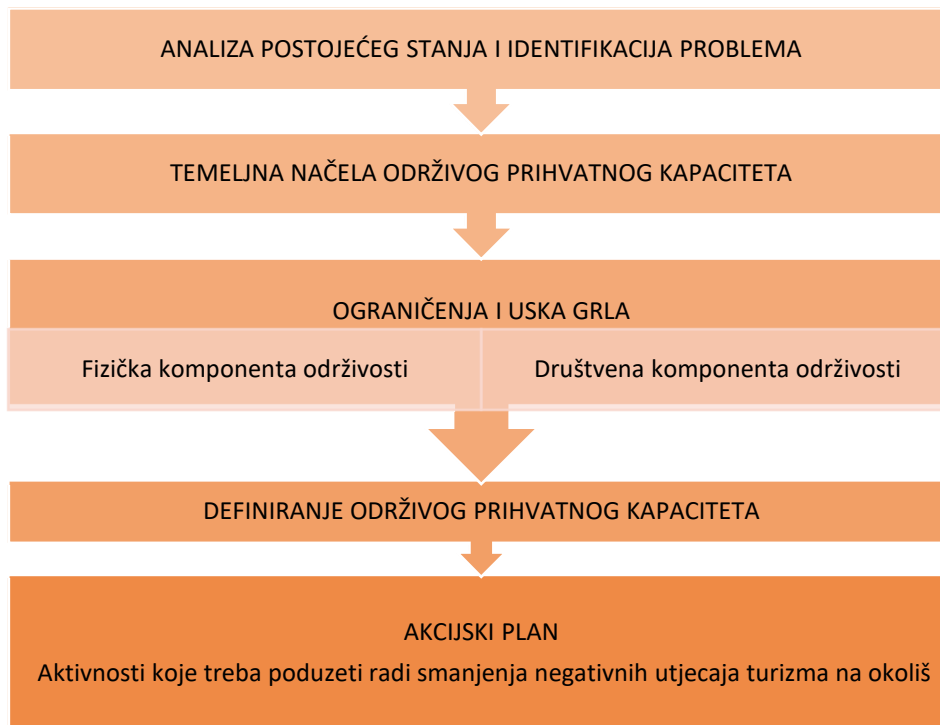 ANALIZA POSTOJEĆEG STANJA I IDENTIFIKACIJA PROBLEMA
TEMELJNA NAČELA ODRŽIVOG PRIHVATNOG KAPACITETA
OGRANIČENJA I USKA GRLA
Fizička komponenta održivosti
Društvena komponenta održivosti
DEFINIRANJE ODRŽIVOG PRIHVATNOG KAPACITETA
AKCIJSKI PLAN
Aktivnosti koje treba poduzeti radi smanjenja negativnih utjecaja turizma na okoliš